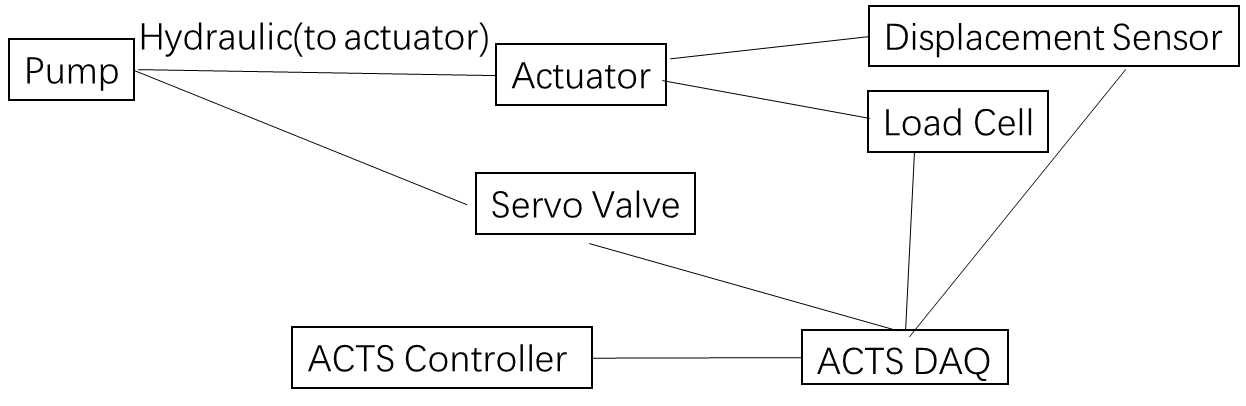 Hydraulic(to actuator)
Pump
Actuator
Displacement Sensor
Load Cell
Servo Valve
ACTS Controller
ACTS DAQ